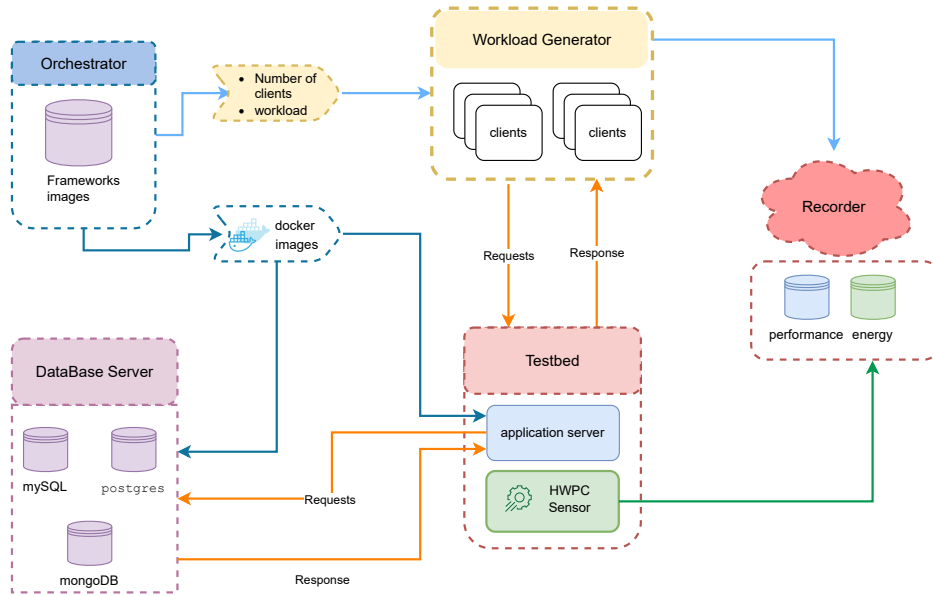 Orchestrator
Frameworks
images
Number of
clients
workload
Workload Generator
clients
clients
Recorder
performance
energy
docker
images
Requests
Response
DataBase Server
mySQL
postgres
mongoDB
Testbed
application server
HWPC
Sensor
Requests
Response